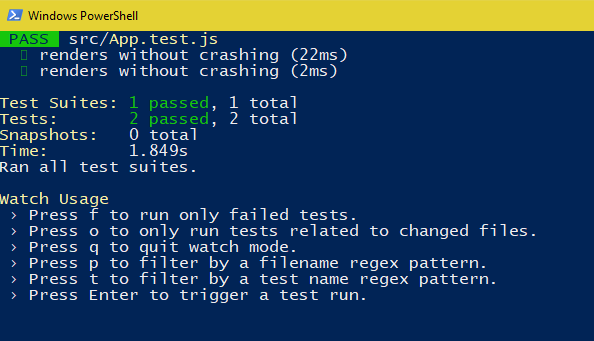 Windows PowerShell
PASS src/App.test.js
▯ renders without crashing (22ms)
▯ renders without crashing (2ms)
Test Suites: 1 passed, 1 total
Tests: 2 passed, 2 total
Snapshots: 0 total
Time: 1.849s
Ran all test suites.
Watch Usage
› Press f to run only failed tests.
› Press o to only run tests related to changed files.
› Press q to quit watch mode.
› Press p to filter by a filename regex pattern.
› Press t to filter by a test name regex pattern.
› Press Enter to trigger a test run.